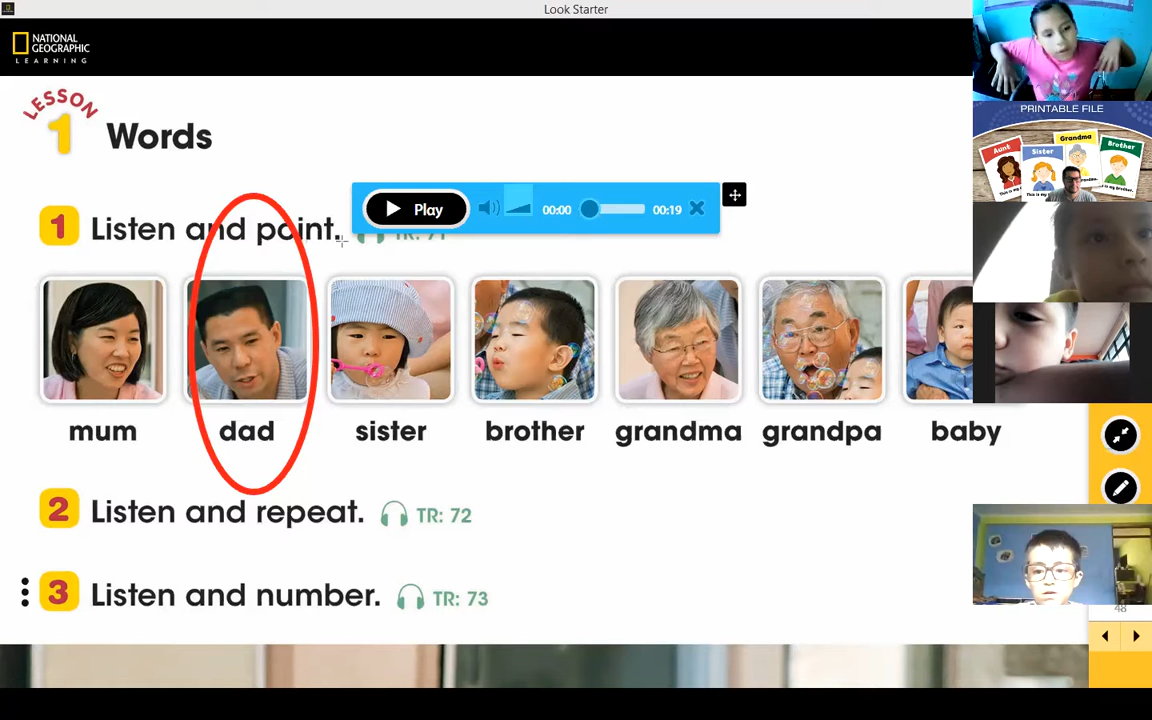 Look Starter
NATIONAL
GEOGRAPHIC
LEARNING
LESSON
1 Words
1 Listen and point.
Play 00:00 00:19
mum dad sister brother grandma grandpa baby
2 Listen and repeat. TR: 72
3 Listen and number. TR: 73
PRINTABLE FILE
Aunt
Sister
Grandma
Brother
48